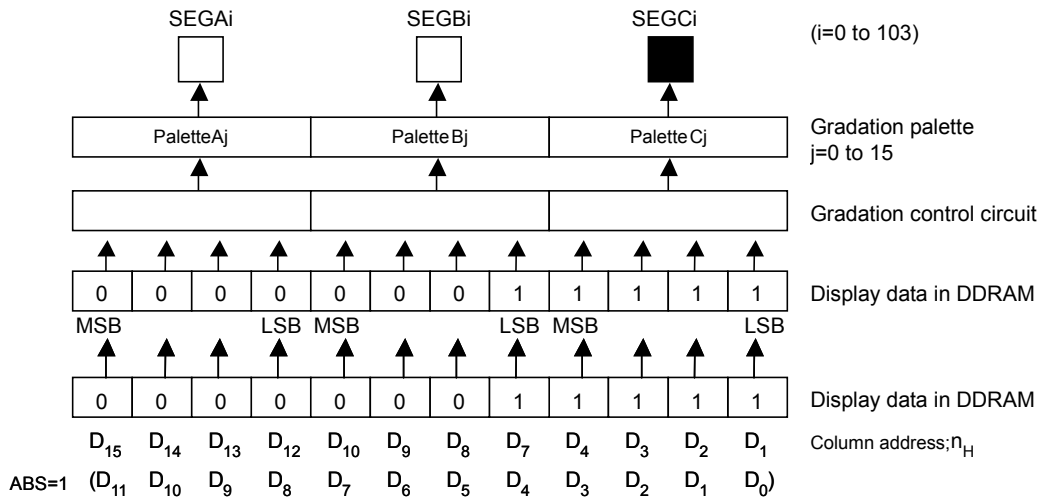 SEGAi SEGBi SEGCi (i=0 to 103)
PaletteAj PaletteBj PaletteCj Gradation palette
j=0 to 15
Gradation control circuit
0 0 0 0 0 0 0 1 1 1 1 1 Display data in DDRAM
MSB LSB MSB LSB MSB LSB
0 0 0 0 0 0 0 1 1 1 1 1 Display data in DDRAM
D15 D14 D13 D12 D10 D9 D8 D7 D4 D3 D2 D1 Column address;nH
ABS=1 (D11 D10 D9 D8 D7 D6 D5 D4 D3 D2 D1 D0)